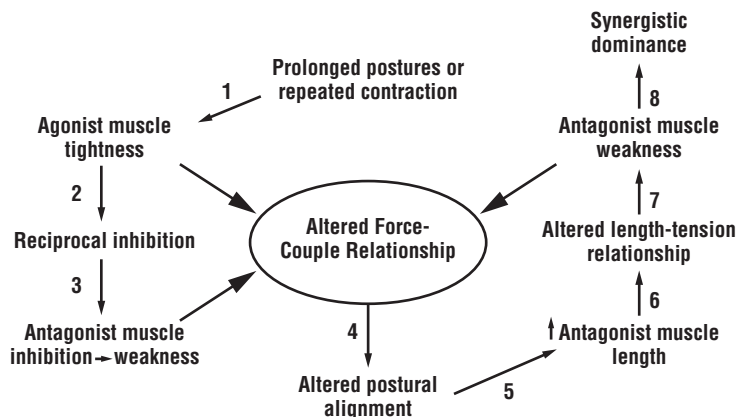 Prolonged postures or
repeated contraction
1
Agonist muscle
tightness
2
Reciprocal inhibition
3
Antagonist muscle
inhibition → weakness
Altered Force-
Couple Relationship
4
Altered postural
alignment
5
↑ Antagonist muscle
length
6
Altered length-tension
relationship
7
Antagonist muscle
weakness
8
Synergistic
dominance